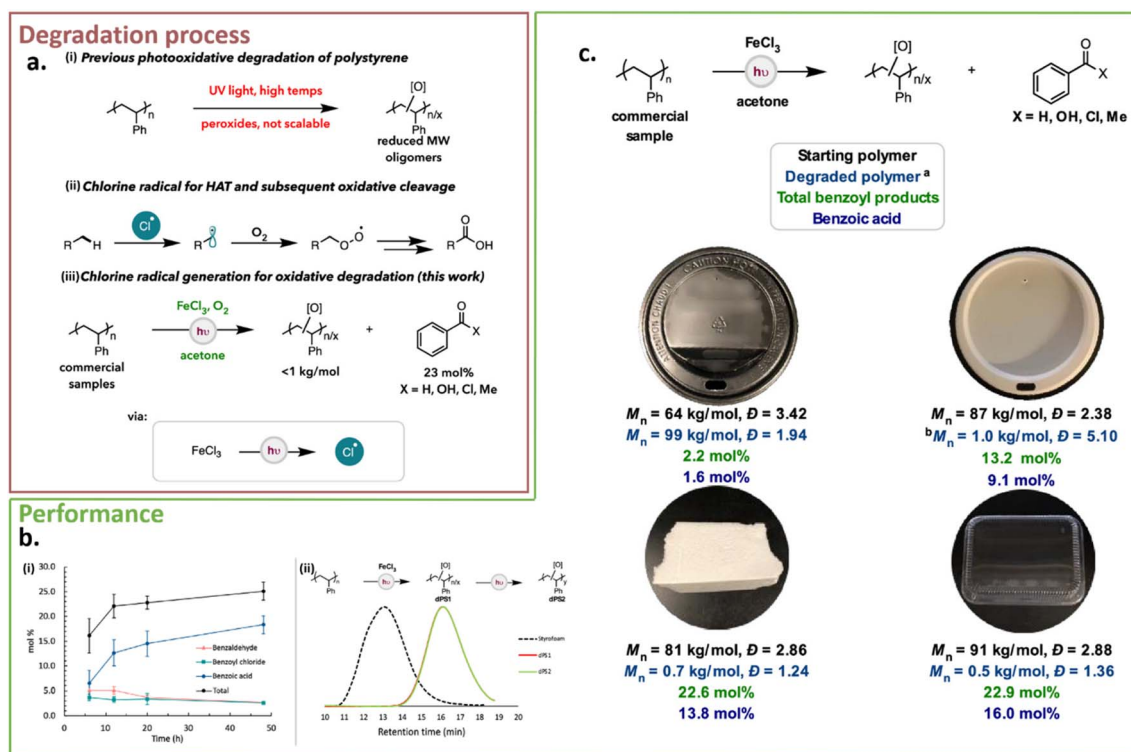 Degradation process
a.
(i) Previous photooxidative degradation of polystyrene
n
Ph
UV light, high temps
peroxides, not scalable
[O]
n/x
Ph
reduced MW
oligomers
(ii) Chlorine radical for HAT and subsequent oxidative cleavage
R H
Cl•
R
O2
R O O•
O
R OH
(iii) Chlorine radical generation for oxidative degradation (this work)
n
Ph
commercial
samples
FeCl3, O2
hυ
acetone
[O]
n/x
Ph
<1 kg/mol
+
O
X
23 mol%
X = H, OH, Cl, Me
via:
FeCl3
hυ
Cl•
Performance
b.
(i)
mol %
30.0
25.0
20.0
15.0
10.0
5.0
0.0
0 10 20 30 40 50
Time (h)
Benzaldehyde
Benzoyl chloride
Benzoic acid
Total
(ii)
n
Ph
FeCl3
hυ
[O]
n/x
Ph
dPS1
hυ
[O]
y
Ph
dPS2
Styrofoam
dPS1
dPS2
10 11 12 13 14 15 16 17 18 19 20
Retention time (min)
c.
n
Ph
commercial
sample
FeCl3
hυ
acetone
[O]
n/x
Ph
+
O
X
X = H, OH, Cl, Me
Starting polymer
Degraded polymer a
Total benzoyl products
Benzoic acid
Mn = 64 kg/mol, Đ = 3.42
Mn = 99 kg/mol, Đ = 1.94
2.2 mol%
1.6 mol%
Mn = 87 kg/mol, Đ = 2.38
bMn = 1.0 kg/mol, Đ = 5.10
13.2 mol%
9.1 mol%
Mn = 81 kg/mol, Đ = 2.86
Mn = 0.7 kg/mol, Đ = 1.24
22.6 mol%
13.8 mol%
Mn = 91 kg/mol, Đ = 2.88
Mn = 0.5 kg/mol, Đ = 1.36
22.9 mol%
16.0 mol%